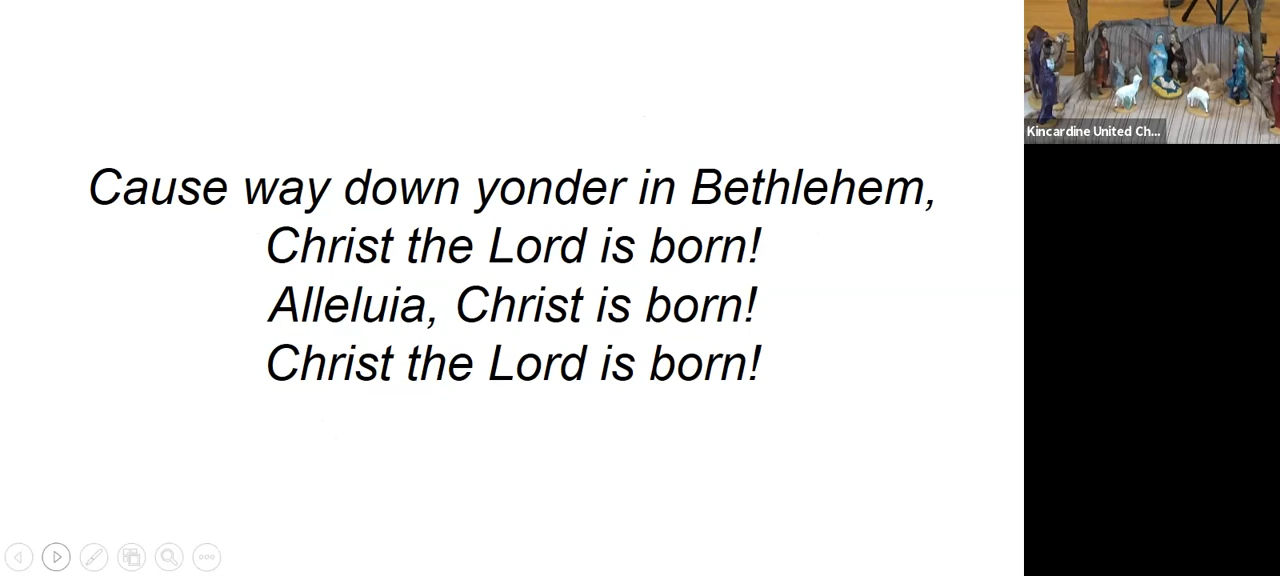 Cause way down yonder in Bethlehem,
Christ the Lord is born!
Alleluia, Christ is born!
Christ the Lord is born!
Kincardine United Ch...